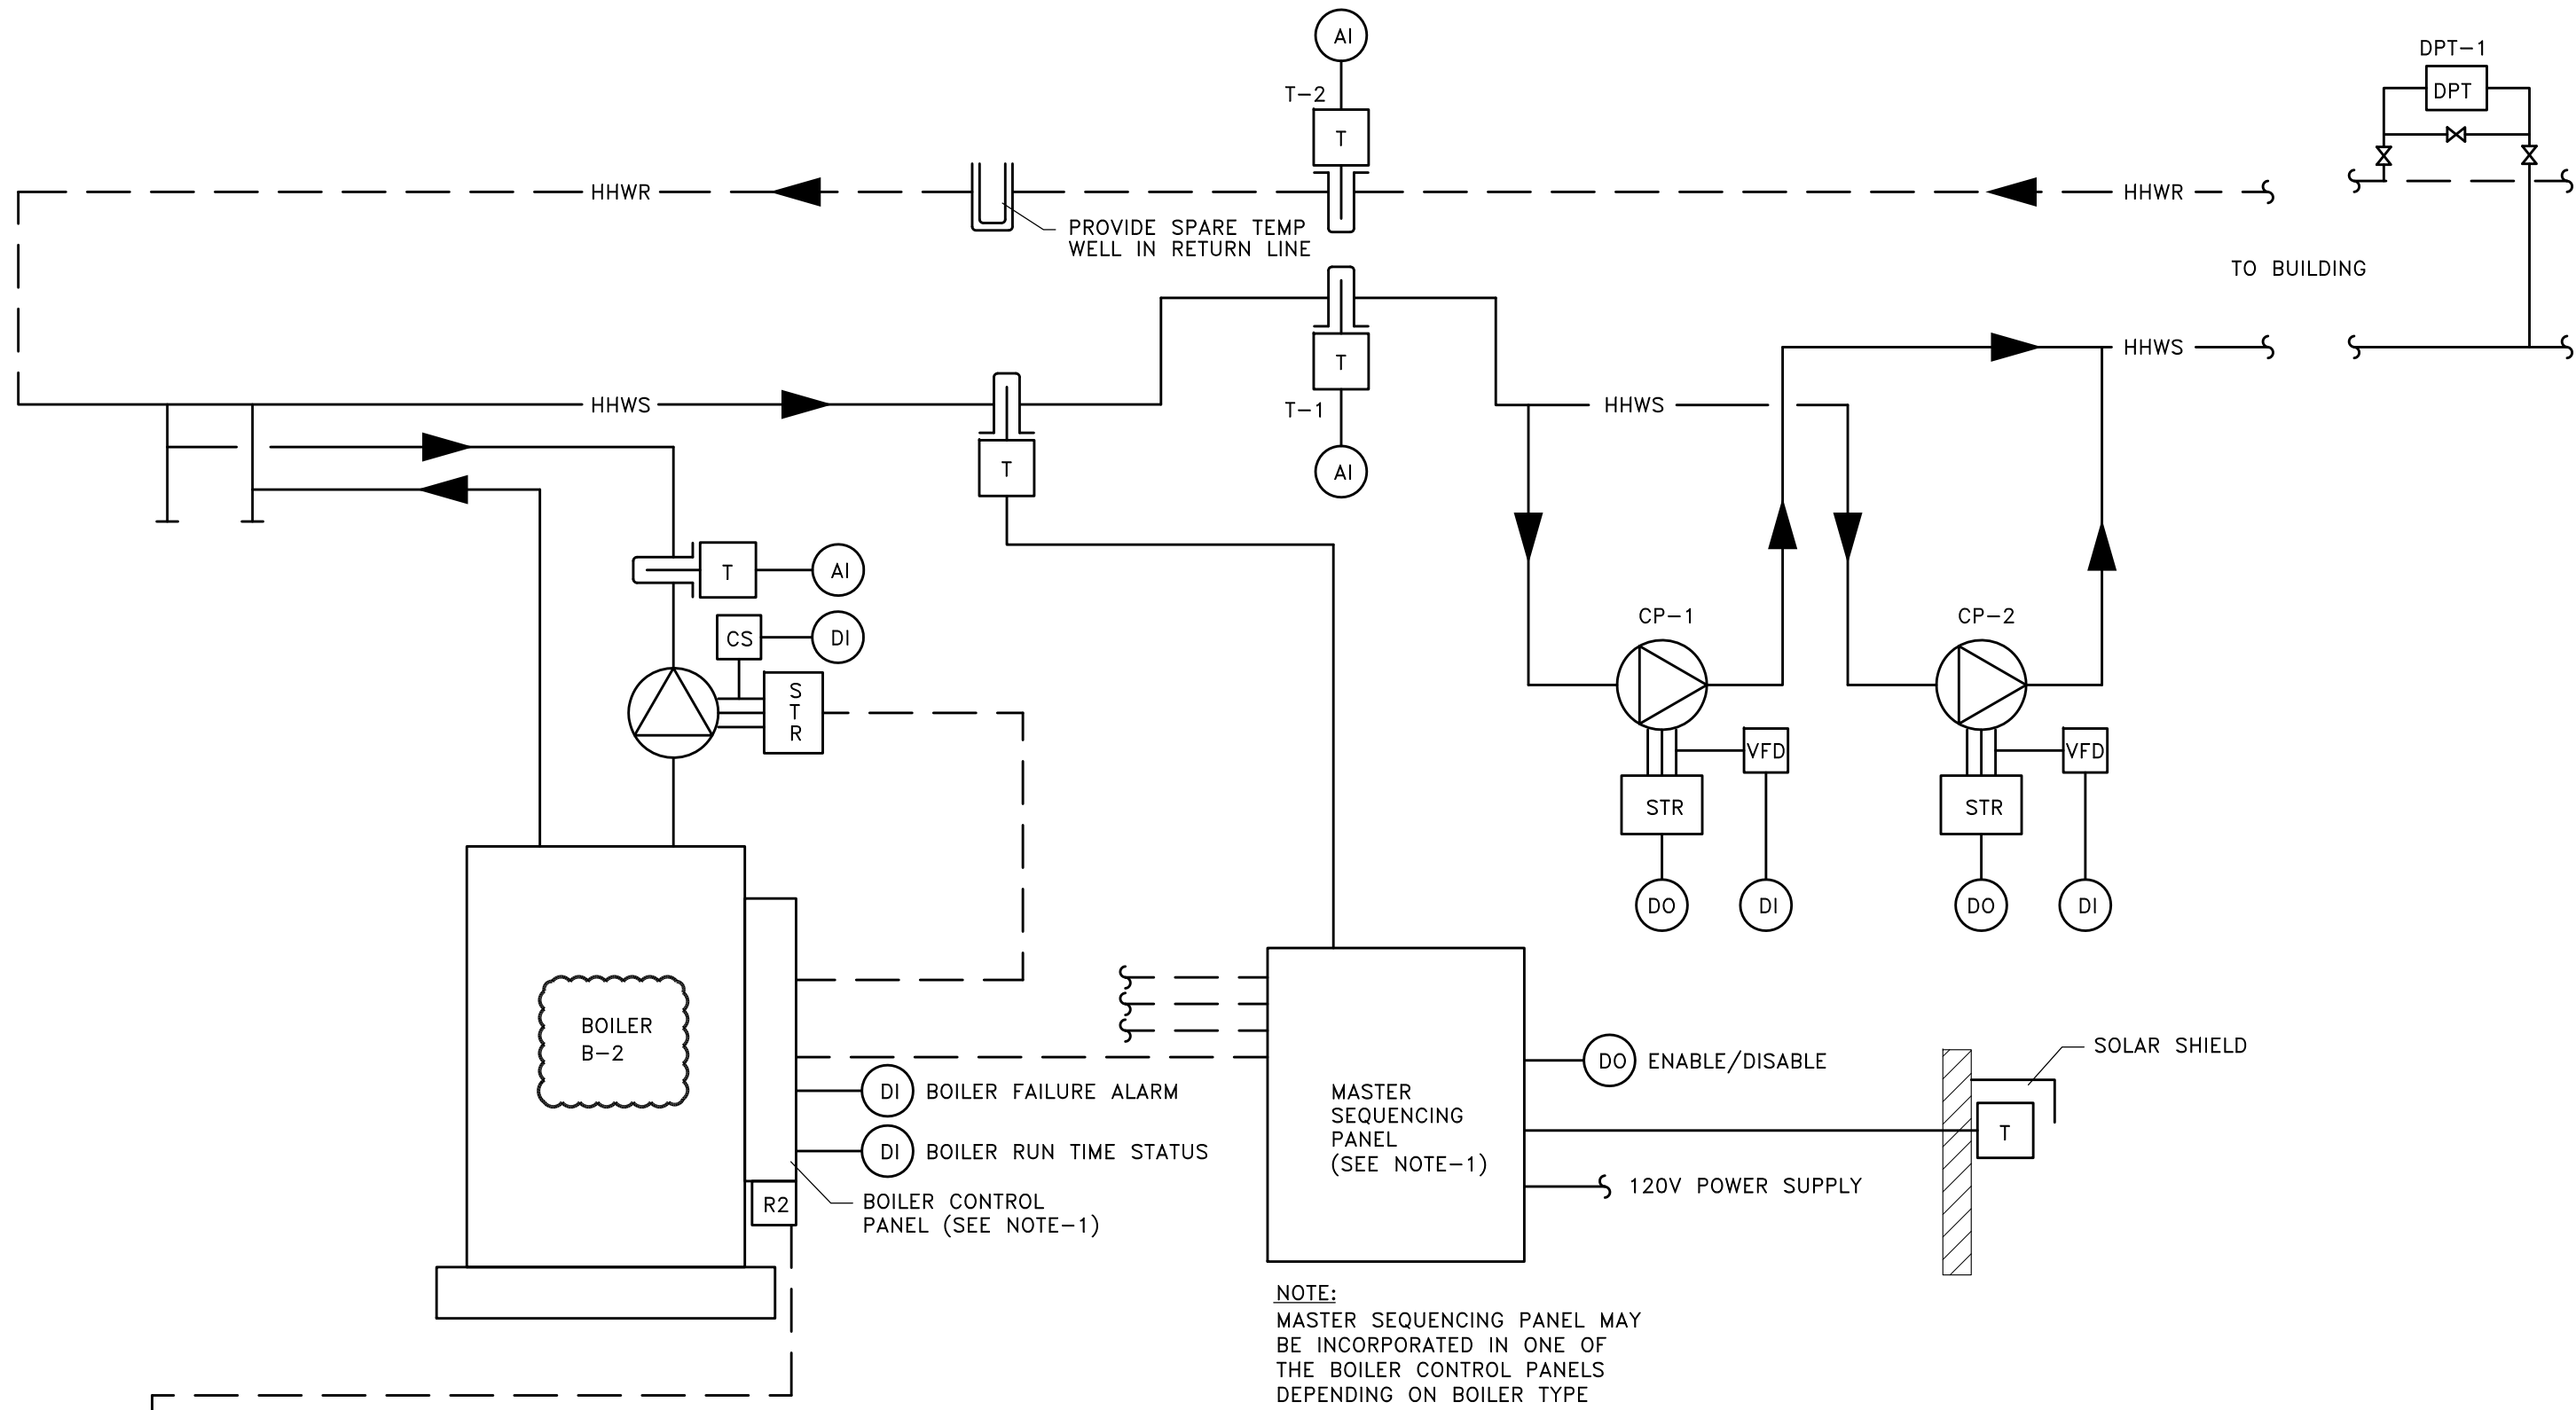 AI
DPT-1
DPT
T-2
T
HHWR
HHWR
PROVIDE SPARE TEMP
WELL IN RETURN LINE
TO BUILDING
T
HHWS
HHWS
HHWS
T-1
T
AI
T
AI
CS
DI
CP-1
CP-2
S
T
R
VFD
VFD
STR
STR
DO
DI
DO
DI
BOILER
B-2
MASTER
SEQUENCING
PANEL
(SEE NOTE-1)
DO ENABLE/DISABLE
SOLAR SHIELD
T
DI BOILER FAILURE ALARM
DI BOILER RUN TIME STATUS
120V POWER SUPPLY
R2
BOILER CONTROL
PANEL (SEE NOTE-1)
NOTE:
MASTER SEQUENCING PANEL MAY
BE INCORPORATED IN ONE OF
THE BOILER CONTROL PANELS
DEPENDING ON BOILER TYPE